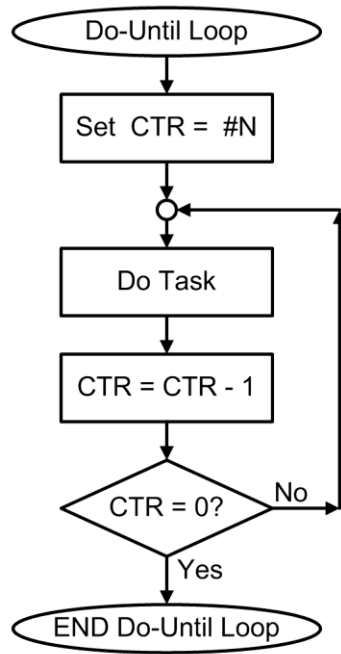 Do-Until Loop
Set CTR = #N
Do Task
CTR = CTR - 1
CTR = 0?
No
Yes
END Do-Until Loop